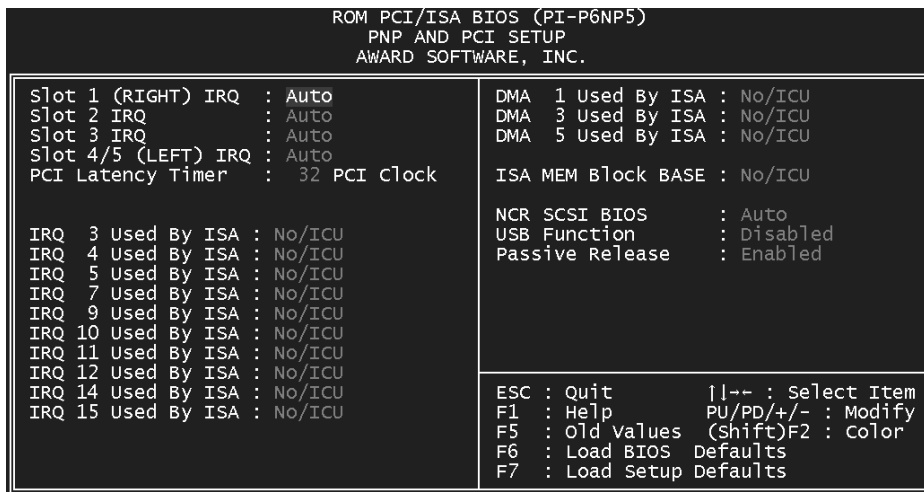 ROM PCI/ISA BIOS (PI-P6NP5)
PNP AND PCI SETUP
AWARD SOFTWARE, INC.
Slot 1 (RIGHT) IRQ : Auto
Slot 2 IRQ : Auto
Slot 3 IRQ : Auto
Slot 4/5 (LEFT) IRQ : Auto
PCI Latency Timer : 32 PCI Clock
IRQ 3 Used By ISA : No/ICU
IRQ 4 Used By ISA : No/ICU
IRQ 5 Used By ISA : No/ICU
IRQ 7 Used By ISA : No/ICU
IRQ 9 Used By ISA : No/ICU
IRQ 10 Used By ISA : No/ICU
IRQ 11 Used By ISA : No/ICU
IRQ 12 Used By ISA : No/ICU
IRQ 14 Used By ISA : No/ICU
IRQ 15 Used By ISA : No/ICU
DMA 1 Used By ISA : No/ICU
DMA 3 Used By ISA : No/ICU
DMA 5 Used By ISA : No/ICU
ISA MEM Block BASE : No/ICU
NCR SCSI BIOS : Auto
USB Function : Disabled
Passive Release : Enabled
ESC : Quit ↑↓→← : Select Item
F1 : Help PU/PD/+/- : Modify
F5 : Old Values (Shift)F2 : Color
F6 : Load BIOS Defaults
F7 : Load Setup Defaults